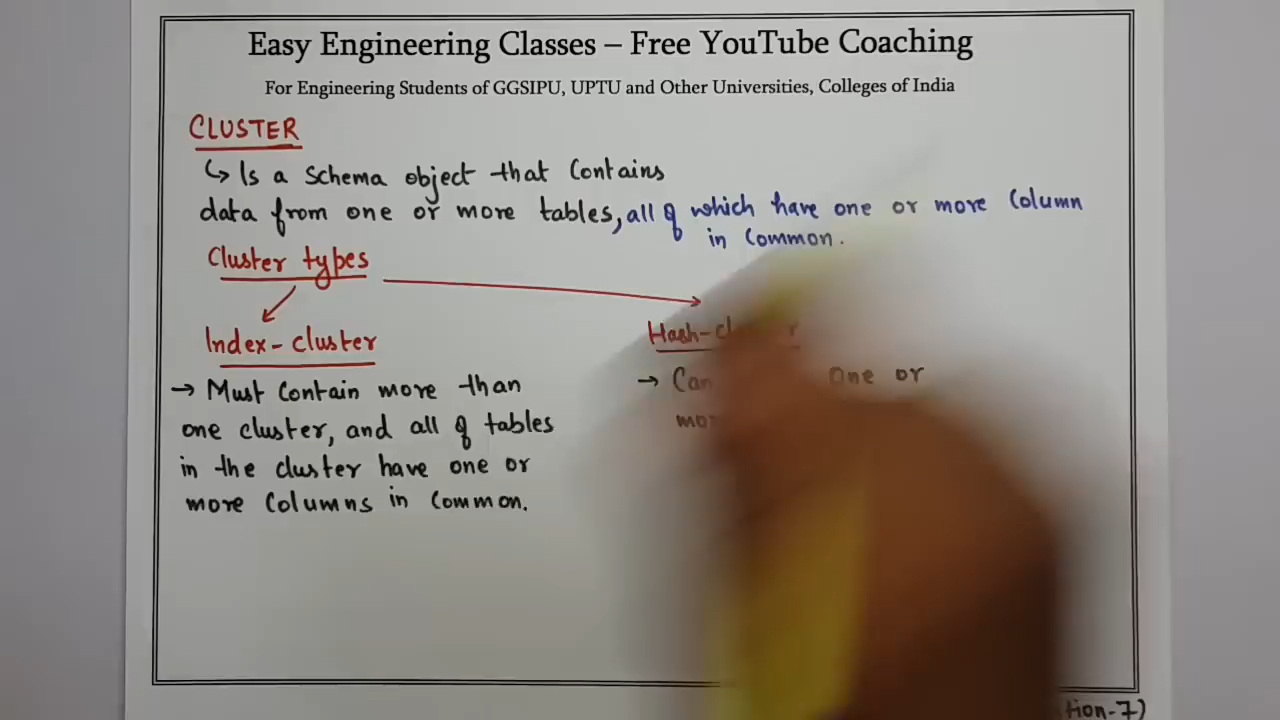 Easy Engineering Classes – Free YouTube Coaching
For Engineering Students of GGSIPU, UPTU and Other Universities, Colleges of India
CLUSTER
↳ Is a Schema object that Contains
data from one or more tables, all of which have one or more Column
in Common.
Cluster types
Index-cluster
→ Must Contain more than
one cluster, and all of tables
in the cluster have one or
more Columns in Common.
Hash-
→ Can one or